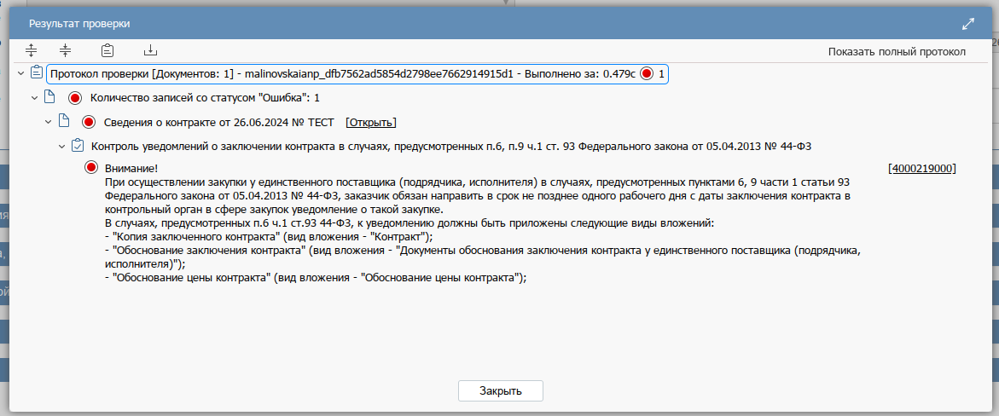 Результат проверки
Показать полный протокол
Протокол проверки [Документов: 1] - malinovskaianp_dfb7562ad5854d2798ee7662914915d1 - Выполнено за: 0.479с 1
Количество записей со статусом "Ошибка": 1
Сведения о контракте от 26.06.2024 № ТЕСТ [Открыть]
Контроль уведомлений о заключении контракта в случаях, предусмотренных п.6, п.9 ч.1 ст. 93 Федерального закона от 05.04.2013 № 44-ФЗ
Внимание! [4000219000]
При осуществлении закупки у единственного поставщика (подрядчика, исполнителя) в случаях, предусмотренных пунктами 6, 9 части 1 статьи 93
Федерального закона от 05.04.2013 № 44-ФЗ, заказчик обязан направить в срок не позднее одного рабочего дня с даты заключения контракта в
контрольный орган в сфере закупок уведомление о такой закупке.
В случаях, предусмотренных п.6 ч.1 ст.93 44-ФЗ, к уведомлению должны быть приложены следующие виды вложений:
- "Копия заключенного контракта" (вид вложения - "Контракт");
- "Обоснование заключения контракта" (вид вложения - "Документы обоснования заключения контракта у единственного поставщика (подрядчика,
исполнителя)");
- "Обоснование цены контракта" (вид вложения - "Обоснование цены контракта");
Закрыть